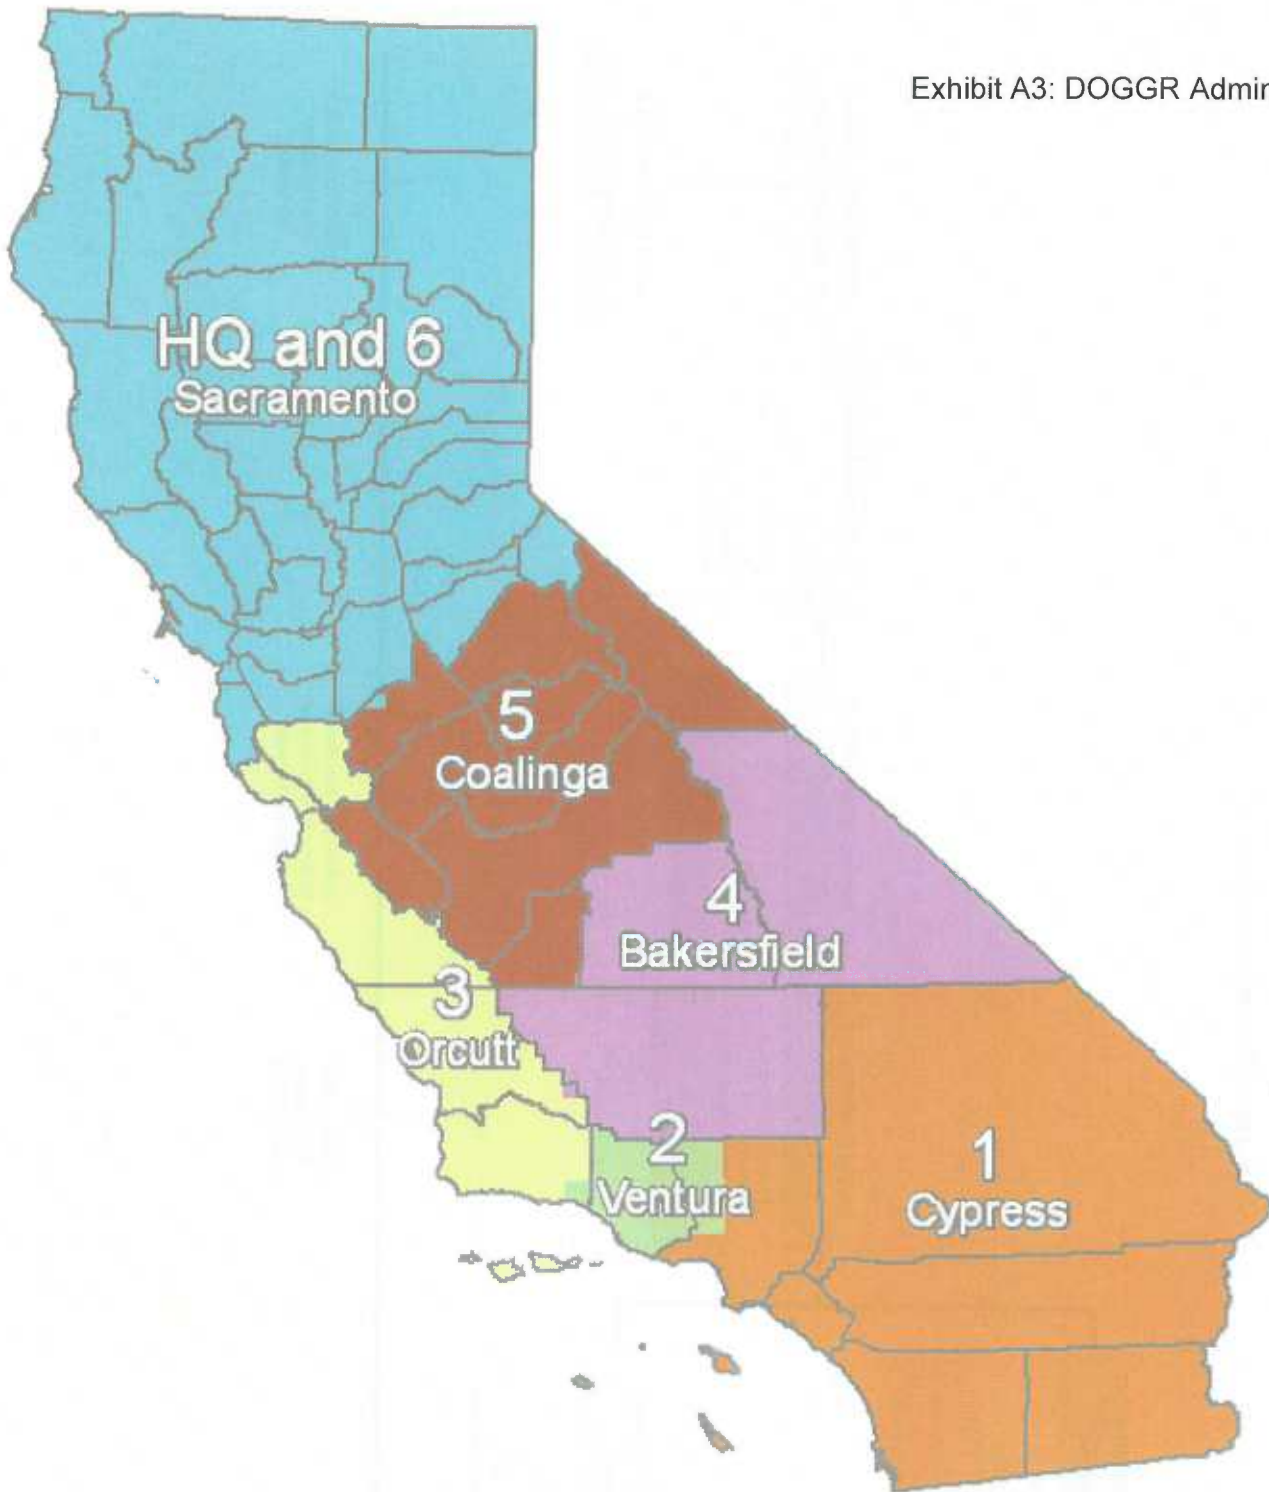 Exhibit A3: DOGGR Admin
HQ and 6
Sacramento
5
Coalinga
4
Bakersfield
3
Orcutt
2
Ventura
1
Cypress